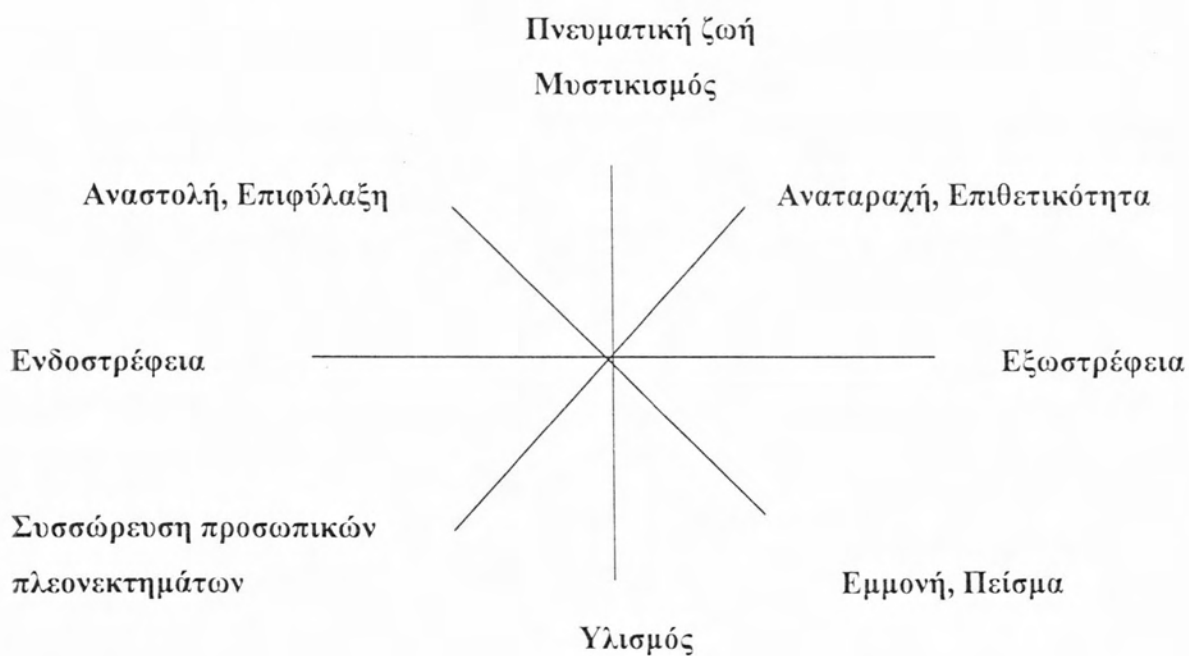 Πνευματική ζωή
Μυστικισμός
Αναστολή, Επιφύλαξη
Αναταραχή, Επιθετικότητα
Ενδοστρέφεια
Εξωστρέφεια
Συσσώρευση προσωπικών
πλεονεκτημάτων
Εμμονή, Πείσμα
Υλισμός